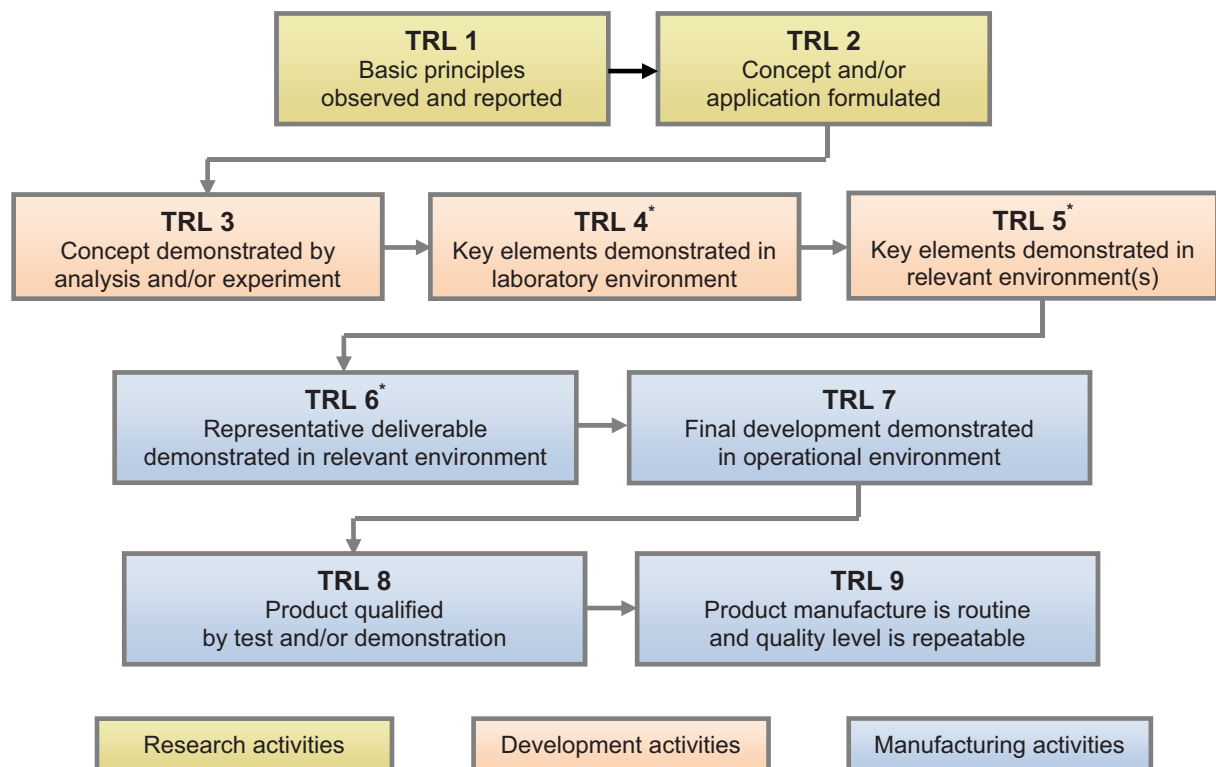 TRL 1
Basic principles
observed and reported
TRL 2
Concept and/or
application formulated
TRL 3
Concept demonstrated by
analysis and/or experiment
TRL 4*
Key elements demonstrated in
laboratory environment
TRL 5*
Key elements demonstrated in
relevant environment(s)
TRL 6*
Representative deliverable
demonstrated in relevant environment
TRL 7
Final development demonstrated
in operational environment
TRL 8
Product qualified
by test and/or demonstration
TRL 9
Product manufacture is routine
and quality level is repeatable
Research activities
Development activities
Manufacturing activities